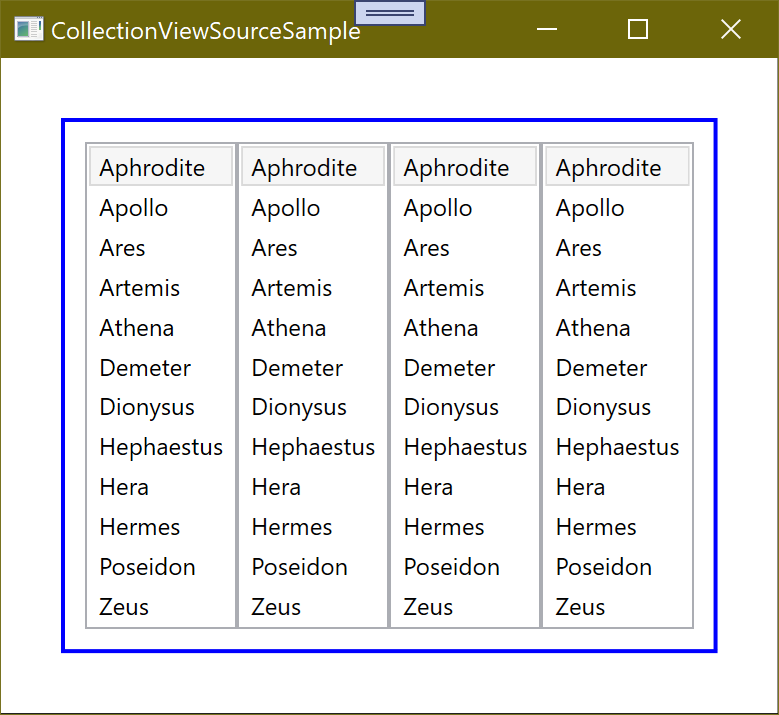 CollectionViewSourceSample
Aphrodite Aphrodite Aphrodite Aphrodite
Apollo Apollo Apollo Apollo
Ares Ares Ares Ares
Artemis Artemis Artemis Artemis
Athena Athena Athena Athena
Demeter Demeter Demeter Demeter
Dionysus Dionysus Dionysus Dionysus
Hephaestus Hephaestus Hephaestus Hephaestus
Hera Hera Hera Hera
Hermes Hermes Hermes Hermes
Poseidon Poseidon Poseidon Poseidon
Zeus Zeus Zeus Zeus